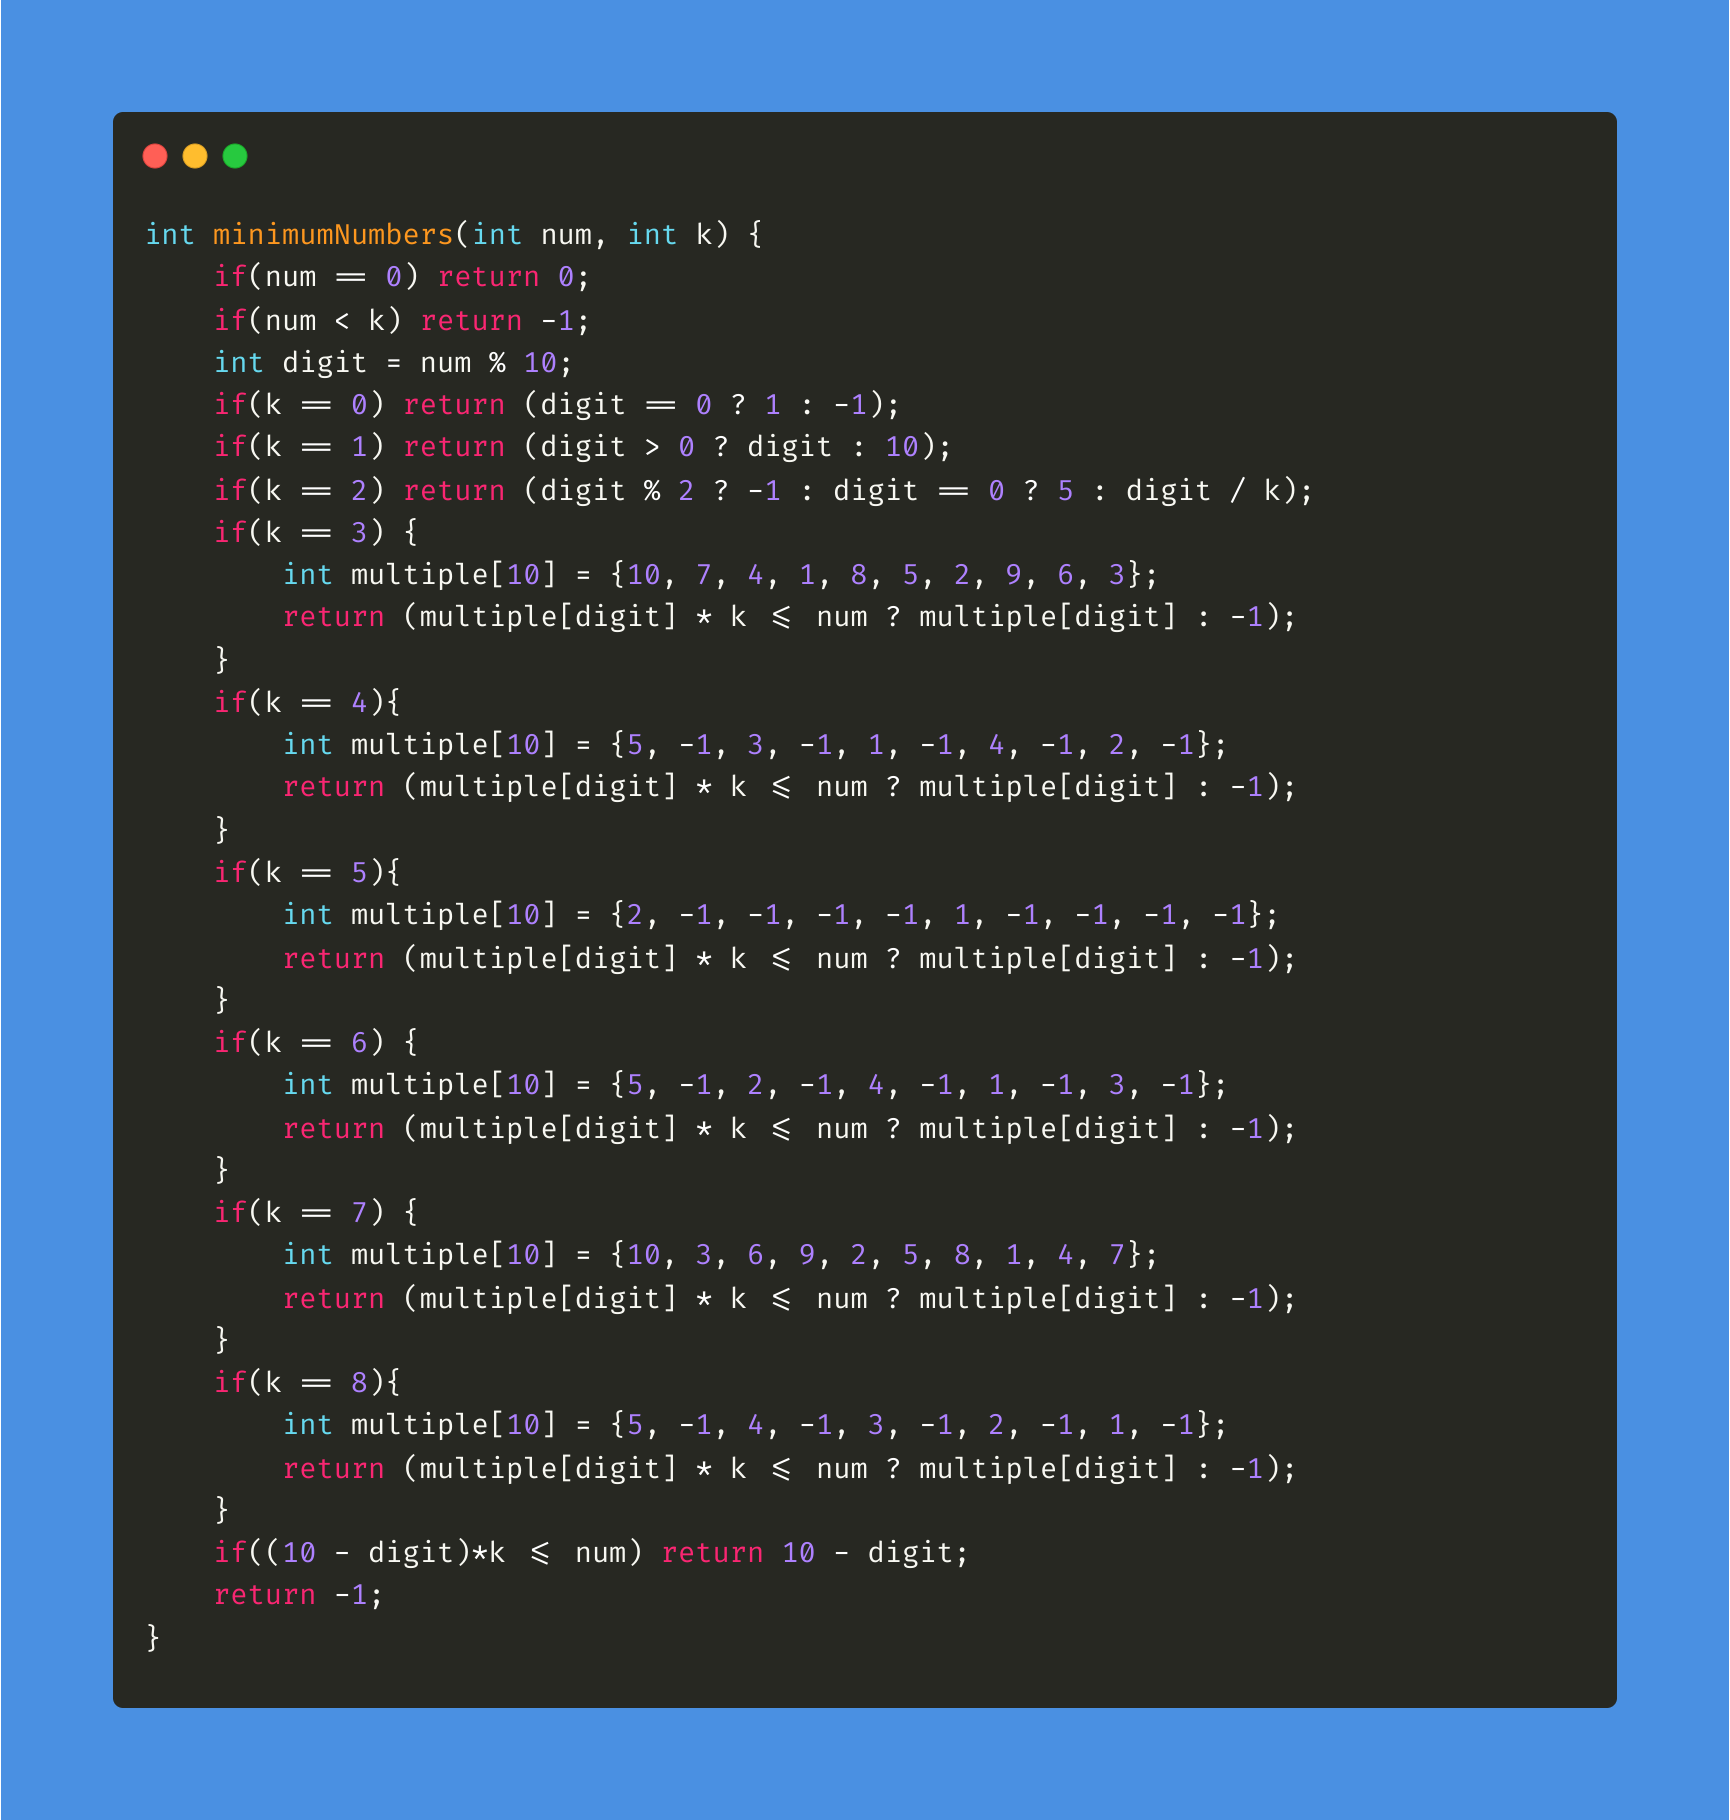 int minimumNumbers(int num, int k) {
    if(num == 0) return 0;
    if(num < k) return -1;
    int digit = num % 10;
    if(k == 0) return (digit == 0 ? 1 : -1);
    if(k == 1) return (digit > 0 ? digit : 10);
    if(k == 2) return (digit % 2 ? -1 : digit == 0 ? 5 : digit / k);
    if(k == 3) {
        int multiple[10] = {10, 7, 4, 1, 8, 5, 2, 9, 6, 3};
        return (multiple[digit] * k <= num ? multiple[digit] : -1);
    }
    if(k == 4){
        int multiple[10] = {5, -1, 3, -1, 1, -1, 4, -1, 2, -1};
        return (multiple[digit] * k <= num ? multiple[digit] : -1);
    }
    if(k == 5){
        int multiple[10] = {2, -1, -1, -1, -1, 1, -1, -1, -1, -1};
        return (multiple[digit] * k <= num ? multiple[digit] : -1);
    }
    if(k == 6) {
        int multiple[10] = {5, -1, 2, -1, 4, -1, 1, -1, 3, -1};
        return (multiple[digit] * k <= num ? multiple[digit] : -1);
    }
    if(k == 7) {
        int multiple[10] = {10, 3, 6, 9, 2, 5, 8, 1, 4, 7};
        return (multiple[digit] * k <= num ? multiple[digit] : -1);
    }
    if(k == 8){
        int multiple[10] = {5, -1, 4, -1, 3, -1, 2, -1, 1, -1};
        return (multiple[digit] * k <= num ? multiple[digit] : -1);
    }
    if((10 - digit)*k <= num) return 10 - digit;
    return -1;
}